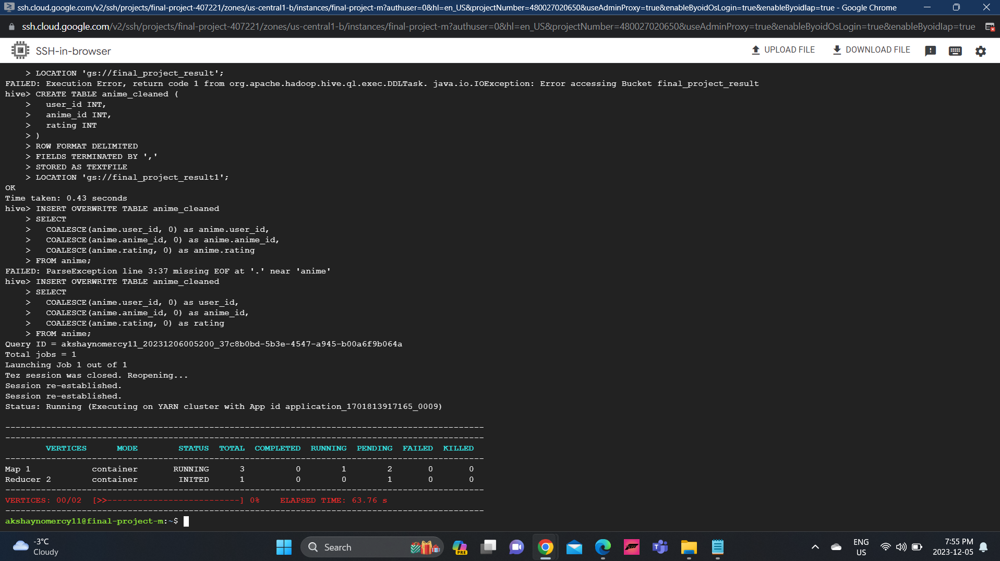 ssh.cloud.google.com/v2/ssh/projects/final-project-407221/zones/us-central1-b/instances/final-project-m?authuser=0&hl=en_US&projectNumber=480027020650&useAdminProxy=true&enableByoidOsLogin=true&enableByoidIap=true - Google Chrome
ssh.cloud.google.com/v2/ssh/projects/final-project-407221/zones/us-central1-b/instances/final-project-m?authuser=0&hl=en_US&projectNumber=480027020650&useAdminProxy=true&enableByoidOsLogin=true&enableByoidIap=true
SSH-in-browser
UPLOAD FILE
DOWNLOAD FILE
    > LOCATION 'gs://final_project_result';
FAILED: Execution Error, return code 1 from org.apache.hadoop.hive.ql.exec.DDLTask. java.io.IOException: Error accessing Bucket final_project_result
hive> CREATE TABLE anime_cleaned (
    >   user_id INT,
    >   anime_id INT,
    >   rating INT
    > )
    > ROW FORMAT DELIMITED
    > FIELDS TERMINATED BY ','
    > STORED AS TEXTFILE
    > LOCATION 'gs://final_project_result1';
OK
Time taken: 0.43 seconds
hive> INSERT OVERWRITE TABLE anime_cleaned
    > SELECT
    >   COALESCE(anime.user_id, 0) as anime.user_id,
    >   COALESCE(anime.anime_id, 0) as anime.anime_id,
    >   COALESCE(anime.rating, 0) as anime.rating
    > FROM anime;
FAILED: ParseException line 3:37 missing EOF at '.' near 'anime'
hive> INSERT OVERWRITE TABLE anime_cleaned
    > SELECT
    >   COALESCE(anime.user_id, 0) as user_id,
    >   COALESCE(anime.anime_id, 0) as anime_id,
    >   COALESCE(anime.rating, 0) as rating
    > FROM anime;
Query ID = akshaynomercy11_20231206005200_37c8b0bd-5b3e-4547-a945-b00a6f9b064a
Total jobs = 1
Launching Job 1 out of 1
Tez session was closed. Reopening...
Session re-established.
Session re-established.
Status: Running (Executing on YARN cluster with App id application_1701813917165_0009)
----------------------------------------------------------------------------------------------
----------------------------------------------------------------------------------------------
        VERTICES      MODE        STATUS  TOTAL  COMPLETED  RUNNING  PENDING  FAILED  KILLED
----------------------------------------------------------------------------------------------
Map 1            container       RUNNING      3          0        1        2       0       0
Reducer 2        container        INITED      1          0        0        1       0       0
----------------------------------------------------------------------------------------------
VERTICES: 00/02  [>>--------------------------] 0%    ELAPSED TIME: 63.76 s
----------------------------------------------------------------------------------------------
akshaynomercy11@final-project-m:~$
-3°C
Cloudy
Search
PRE
ENG
US
7:55 PM
2023-12-05